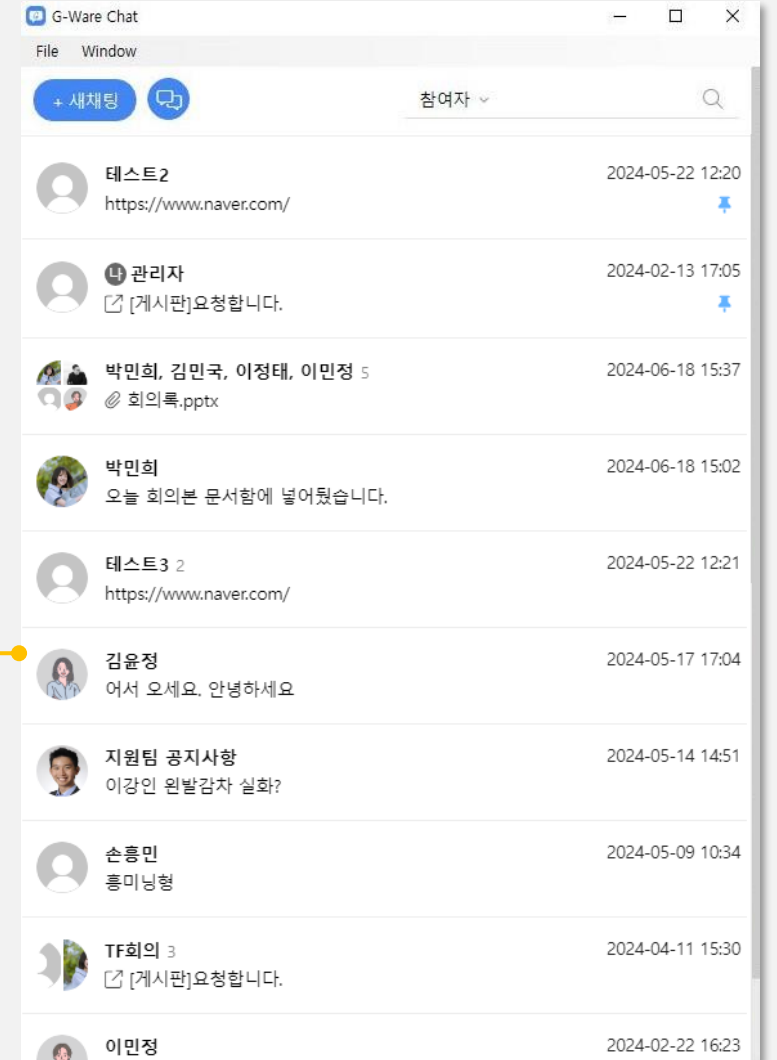 G-Ware Chat
File Window
+ 새채팅 참여자
테스트2 2024-05-22 12:20
https://www.naver.com/
나 관리자 2024-02-13 17:05
[게시판]요청합니다.
박민희, 김민국, 이정태, 이민정 5 2024-06-18 15:37
회의록.pptx
박민희 2024-06-18 15:02
오늘 회의본 문서함에 넣어뒀습니다.
테스트3 2 2024-05-22 12:21
https://www.naver.com/
김윤정 2024-05-17 17:04
어서 오세요. 안녕하세요
지원팀 공지사항 2024-05-14 14:51
이강인 왼발감차 실화?
손흥민 2024-05-09 10:34
흥미닝형
TF회의 3 2024-04-11 15:30
[게시판]요청합니다.
이민정 2024-02-22 16:23